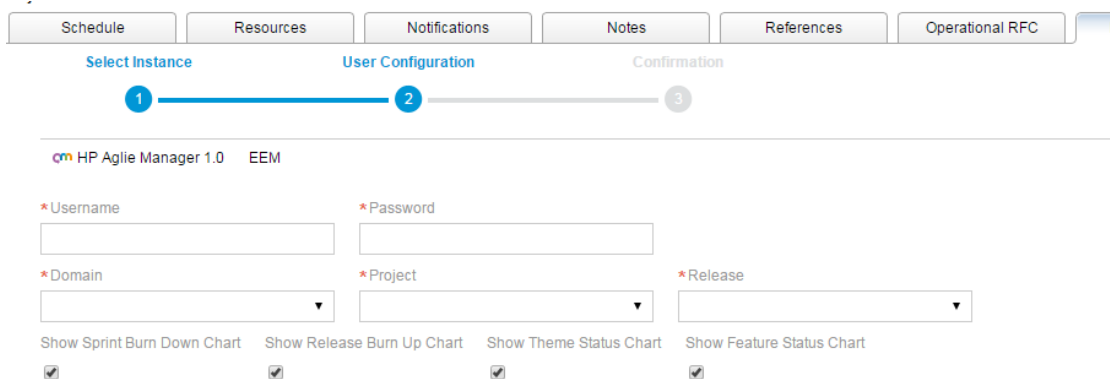 Schedule Resources Notifications Notes References Operational RFC
Select Instance User Configuration Confirmation
1 2 3
HP Aglie Manager 1.0 EEM
*Username *Password
*Domain *Project *Release
Show Sprint Burn Down Chart Show Release Burn Up Chart Show Theme Status Chart Show Feature Status Chart